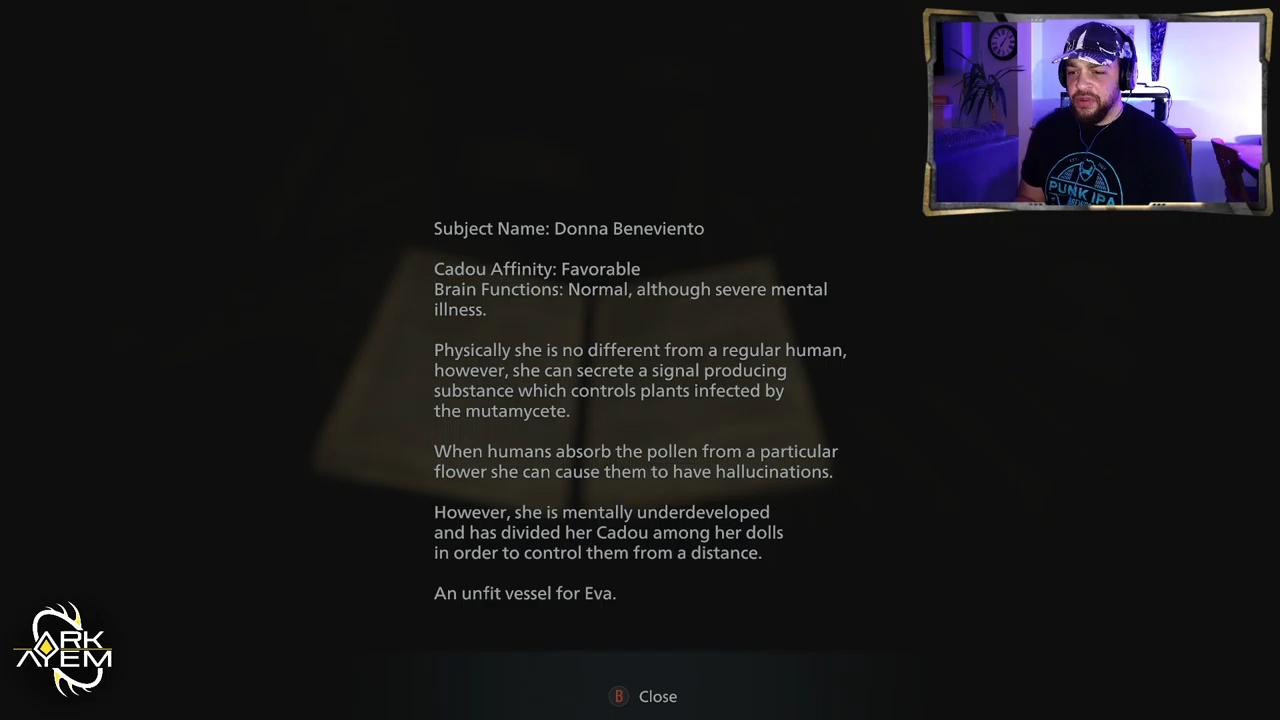 PUNK IPA
Subject Name: Donna Beneviento
Cadou Affinity: Favorable
Brain Functions: Normal, although severe mental
illness.
Physically she is no different from a regular human,
however, she can secrete a signal producing
substance which controls plants infected by
the mutamycete.
When humans absorb the pollen from a particular
flower she can cause them to have hallucinations.
However, she is mentally underdeveloped
and has divided her Cadou among her dolls
in order to control them from a distance.
An unfit vessel for Eva.
ARK
AYEM
B Close